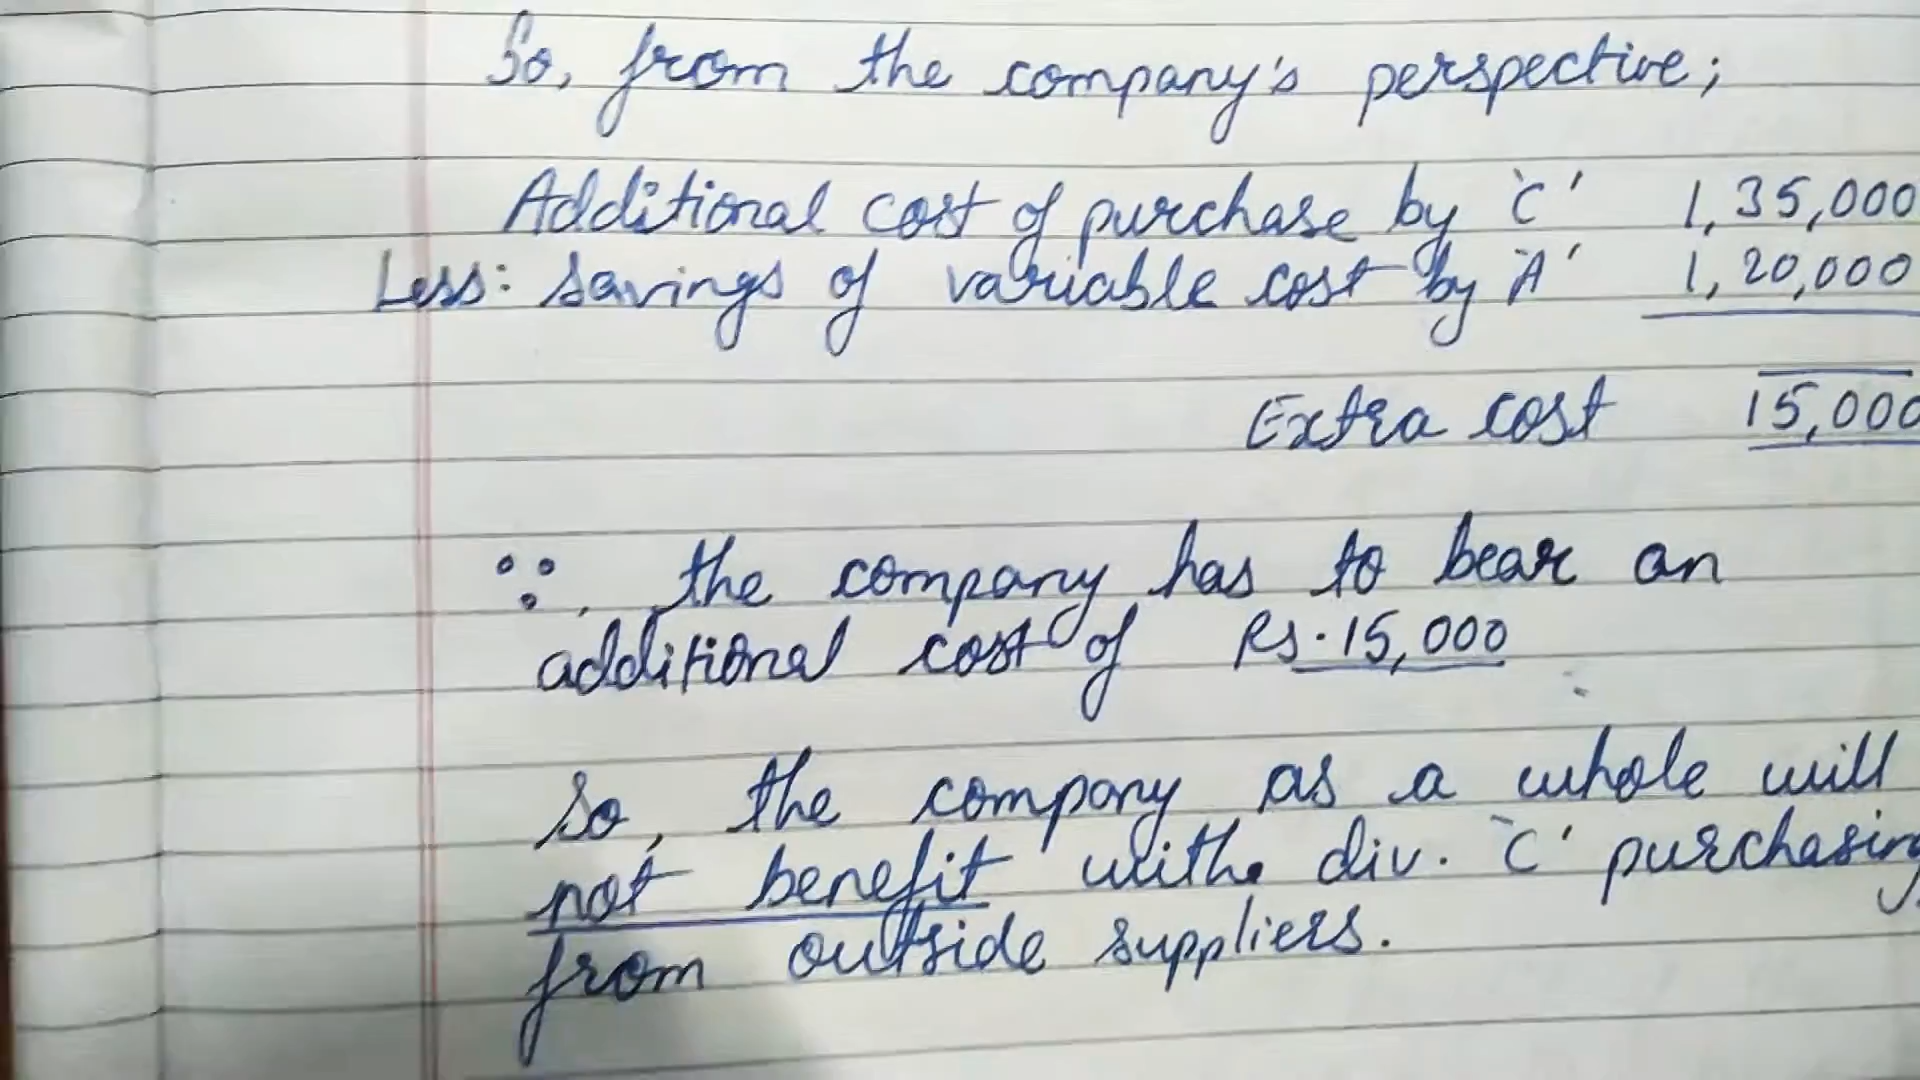 So, from the company's perspective;
Additional cost of purchase by 'C' 1,35,000
Less: Savings of variable cost by 'A' 1,20,000
Extra cost 15,000
∵, the company has to bear an
additional cost of Rs. 15,000
So, the company as a whole will
not benefit with div. 'C' purchasing
from outside suppliers.